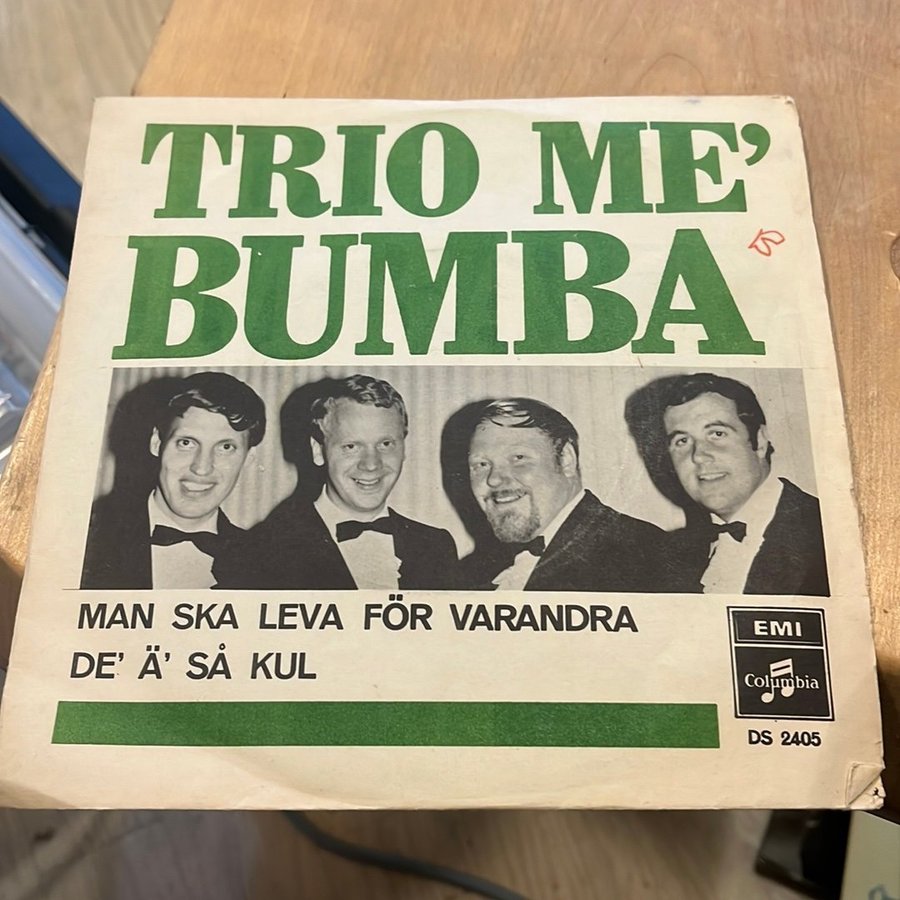 TRIO ME'
BUMBA
MAN SKA LEVA FÖR VARANDRA
DE' Ä' SÅ KUL
EMI
Columbia
DS 2405